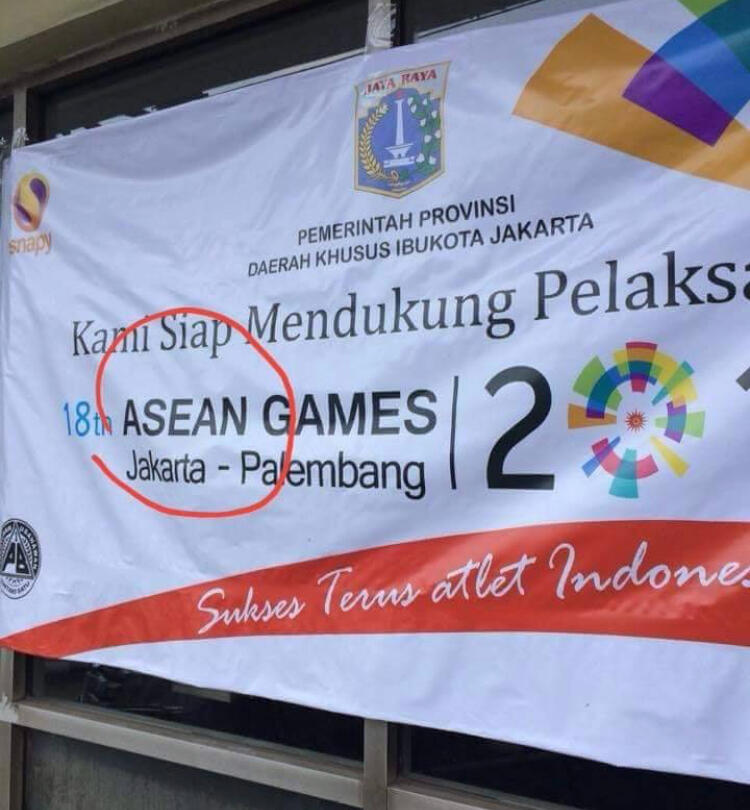 JAYA RAYA
snapy
PEMERINTAH PROVINSI
DAERAH KHUSUS IBUKOTA JAKARTA
Kami Siap Mendukung Pelaksa
18th ASEAN GAMES | 2
Jakarta - Palembang
Sukses Terus atlet Indones